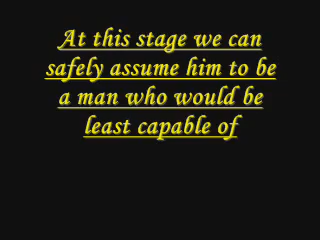 At this stage we can
safely assume him to be
a man who would be
least capable of